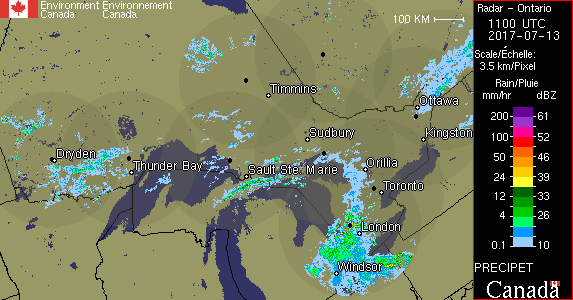 Environment Environnement
Canada Canada
100 KM
Timmins
Ottawa
Sudbury
Kingston
Dryden
Thunder Bay
Sault Ste. Marie
Orillia
Toronto
London
Windsor
Radar - Ontario
1100 UTC
2017-07-13
Scale/Échelle:
3.5 km/Pixel
Rain/Pluie
mm/hr dBZ
200 61
100 52
50 46
24 39
12 33
4 26
0.1 10
PRECIPET
Canada